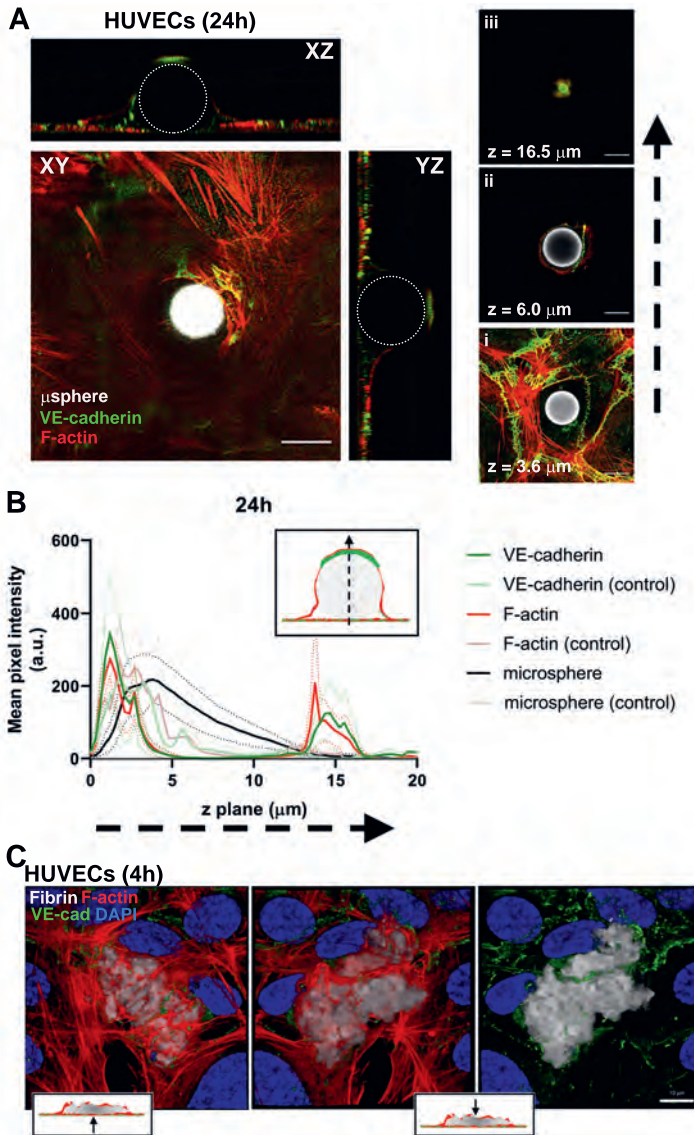 A
HUVECs (24h)
XZ
XY
YZ
μsphere
VE-cadherin
F-actin
iii
z = 16.5 μm
ii
z = 6.0 μm
i
z = 3.6 μm
B
24h
600
400
200
0
Mean pixel intensity
(a.u.)
0
5
10
15
20
z plane (μm)
VE-cadherin
VE-cadherin (control)
F-actin
F-actin (control)
microsphere
microsphere (control)
C
HUVECs (4h)
Fibrin F-actin
VE-cad DAPI
10 μm